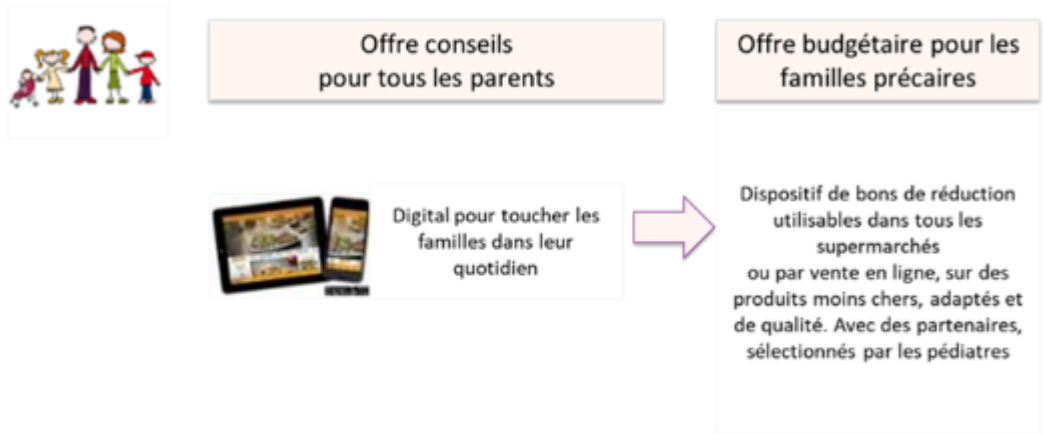 Offre conseils
pour tous les parents
Offre budgétaire pour les
familles précaires
Digital pour toucher les
familles dans leur
quotidien
Dispositif de bons de réduction
utilisables dans tous les
supermarchés
ou par vente en ligne, sur des
produits moins chers, adaptés et
de qualité. Avec des partenaires,
sélectionnés par les pédiatres